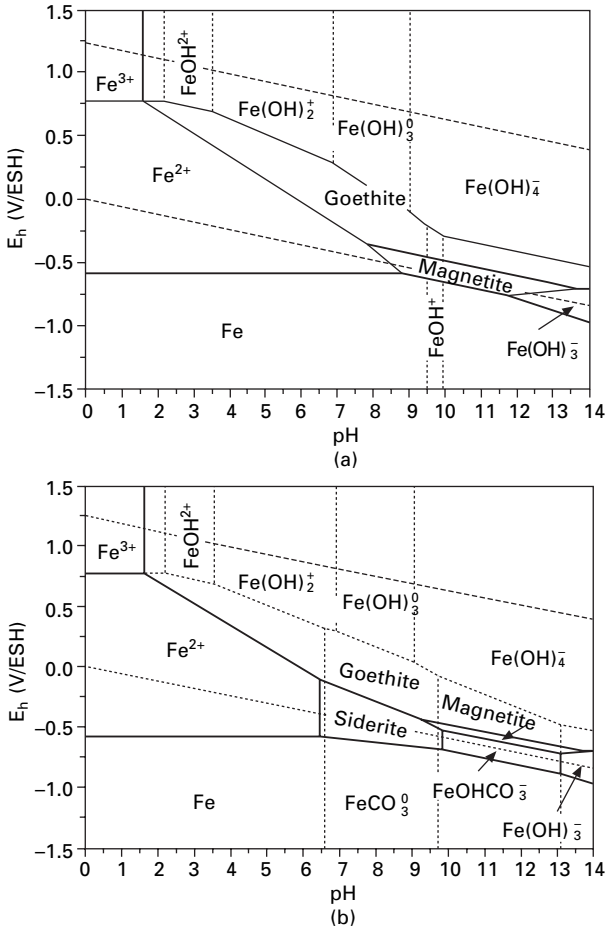 1.5
1.0
0.5
0.0
−0.5
−1.0
−1.5
E_h (V/ESH)
Fe³⁺
FeOH²⁺
Fe(OH)₂⁺
Fe(OH)₃⁰
Fe²⁺
Goethite
Fe(OH)₄⁻
Magnetite
Fe
FeOH⁺
Fe(OH)₃⁻
0 1 2 3 4 5 6 7 8 9 10 11 12 13 14
pH
(a)
1.5
1.0
0.5
0.0
−0.5
−1.0
−1.5
E_h (V/ESH)
Fe³⁺
FeOH²⁺
Fe(OH)₂⁺
Fe(OH)₃⁰
Fe²⁺
Goethite
Fe(OH)₄⁻
Magnetite
Siderite
FeOHCO₃⁻
Fe
FeCO₃⁰
Fe(OH)₃⁻
0 1 2 3 4 5 6 7 8 9 10 11 12 13 14
pH
(b)